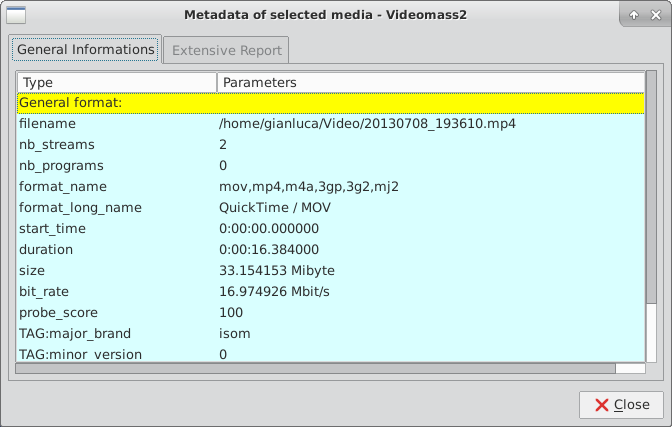 Metadata of selected media - Videomass2
General Informations
Extensive Report
Type Parameters
General format:
filename /home/gianluca/Video/20130708_193610.mp4
nb_streams 2
nb_programs 0
format_name mov,mp4,m4a,3gp,3g2,mj2
format_long_name QuickTime / MOV
start_time 0:00:00.000000
duration 0:00:16.384000
size 33.154153 Mibyte
bit_rate 16.974926 Mbit/s
probe_score 100
TAG:major_brand isom
TAG:minor_version 0
Close